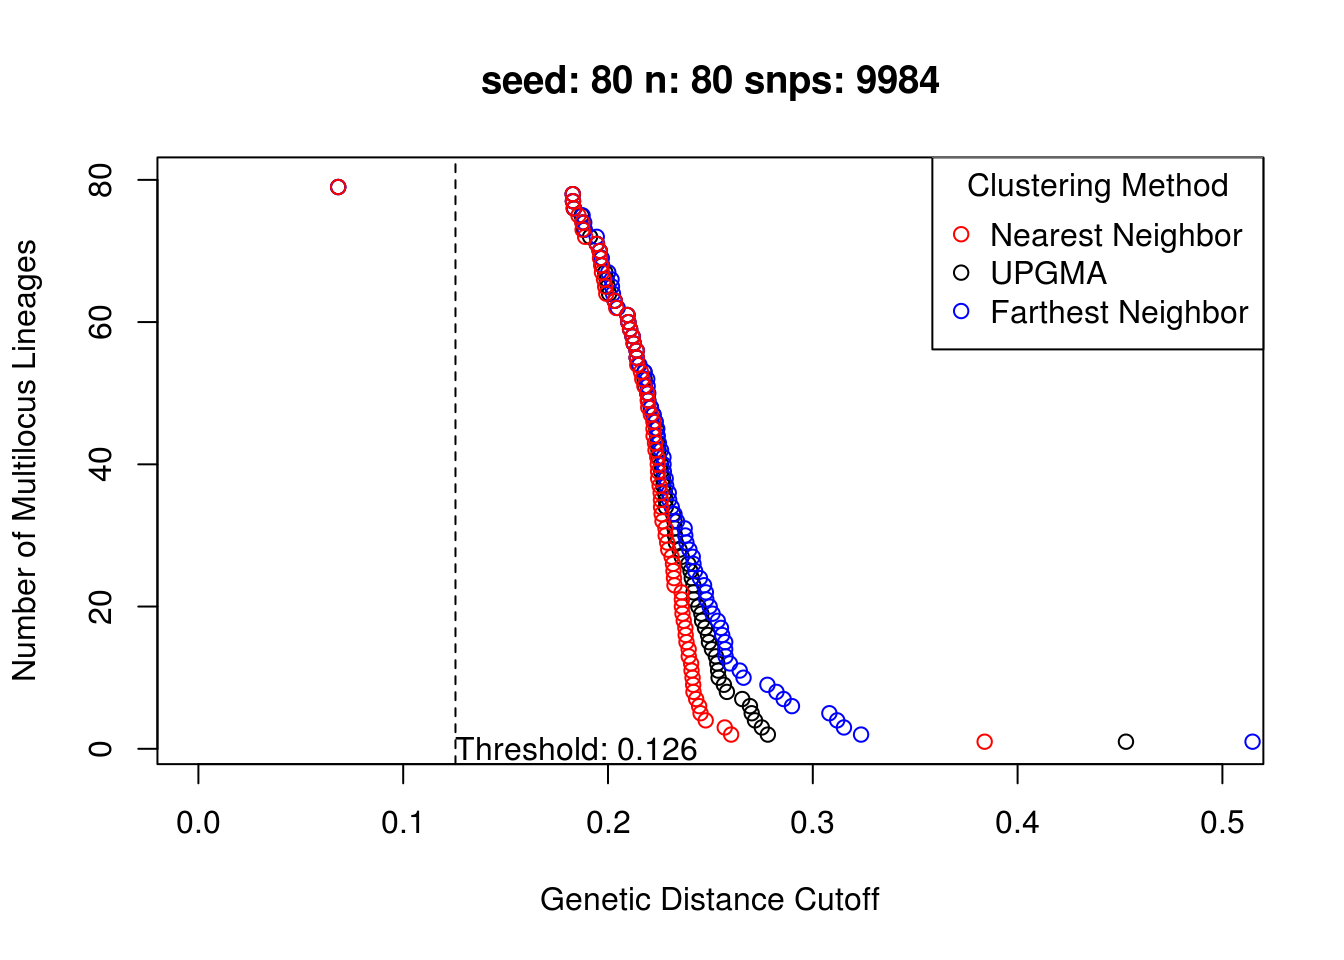 seed: 80 n: 80 snps: 9984
Clustering Method
Nearest Neighbor
UPGMA
Farthest Neighbor
Number of Multilocus Lineages
80
60
40
20
0
Threshold: 0.126
0.0 0.1 0.2 0.3 0.4 0.5
Genetic Distance Cutoff